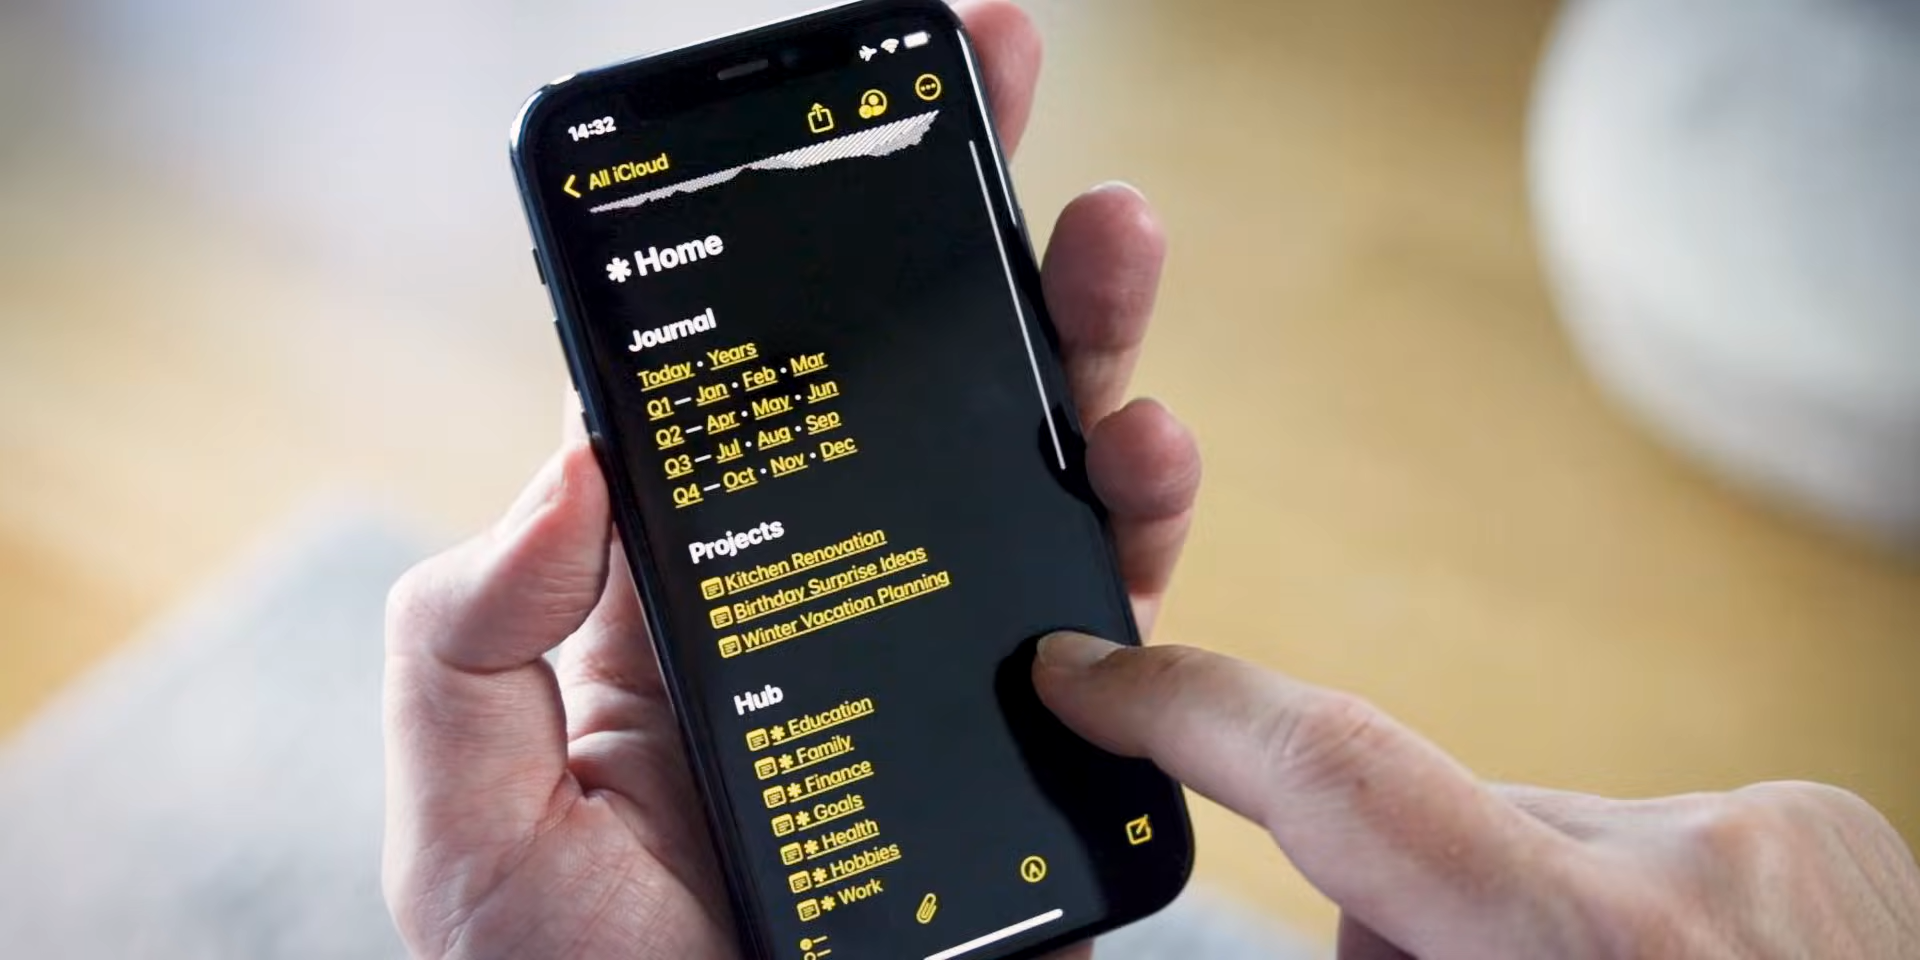 14:32
All iCloud
* Home
Journal
Today • Years
Q1 — Jan • Feb • Mar
Q2 — Apr • May • Jun
Q3 — Jul • Aug • Sep
Q4 — Oct • Nov • Dec
Projects
Kitchen Renovation
Birthday Surprise Ideas
Winter Vacation Planning
Hub
* Education
* Family
* Finance
* Goals
* Health
* Hobbies
* Work